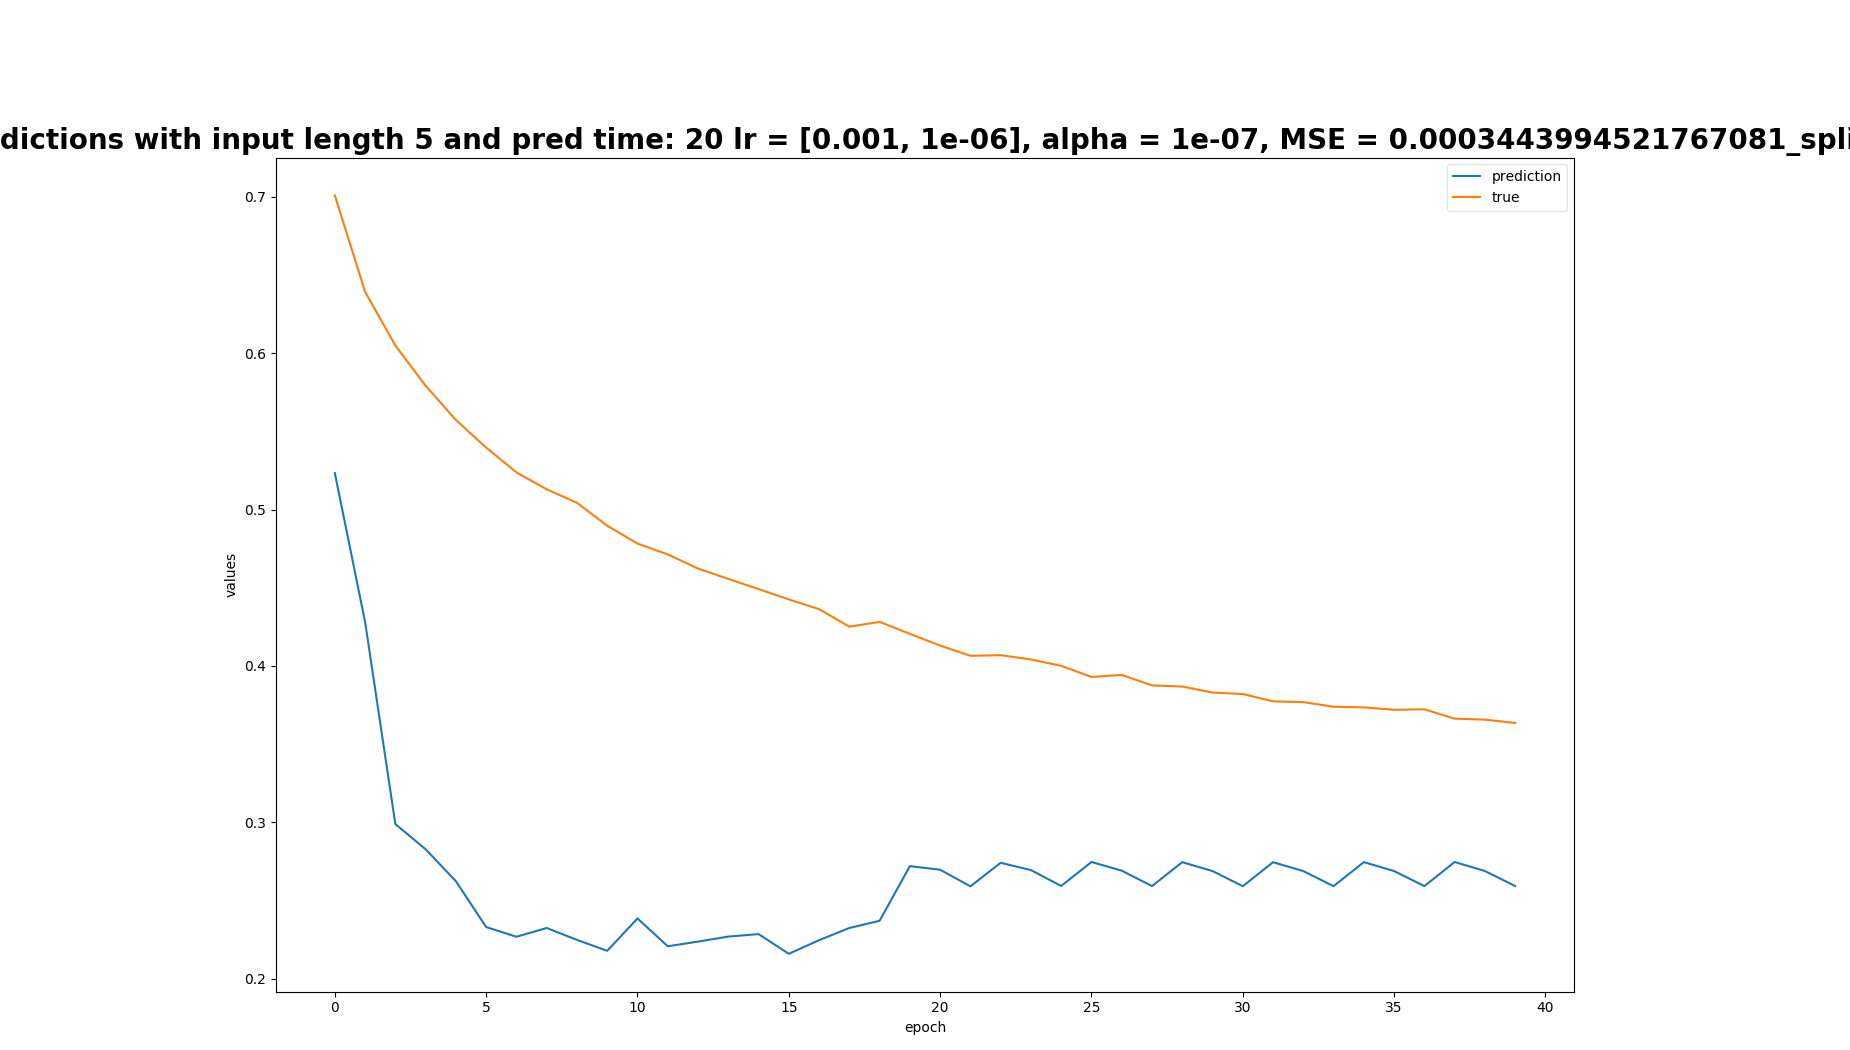 dictions with input length 5 and pred time: 20 lr = [0.001, 1e-06], alpha = 1e-07, MSE = 0.0003443994521767081_spli
prediction
true
0.7
0.6
0.5
0.4
0.3
0.2
values
0 5 10 15 20 25 30 35 40
epoch